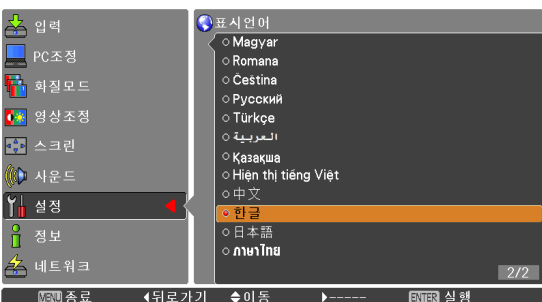 입력
PC조정
화질모드
영상조정
스크린
사운드
설정
정보
네트워크
표시언어
Magyar
Romana
Čeština
Русский
Türkçe
العربية
Қазақша
Hiện thị tiếng Việt
中文
한글
日本語
ภาษาไทย
2/2
MENU 종료 ◀뒤로가기 ◆이동 ▶----- ENTER 실행